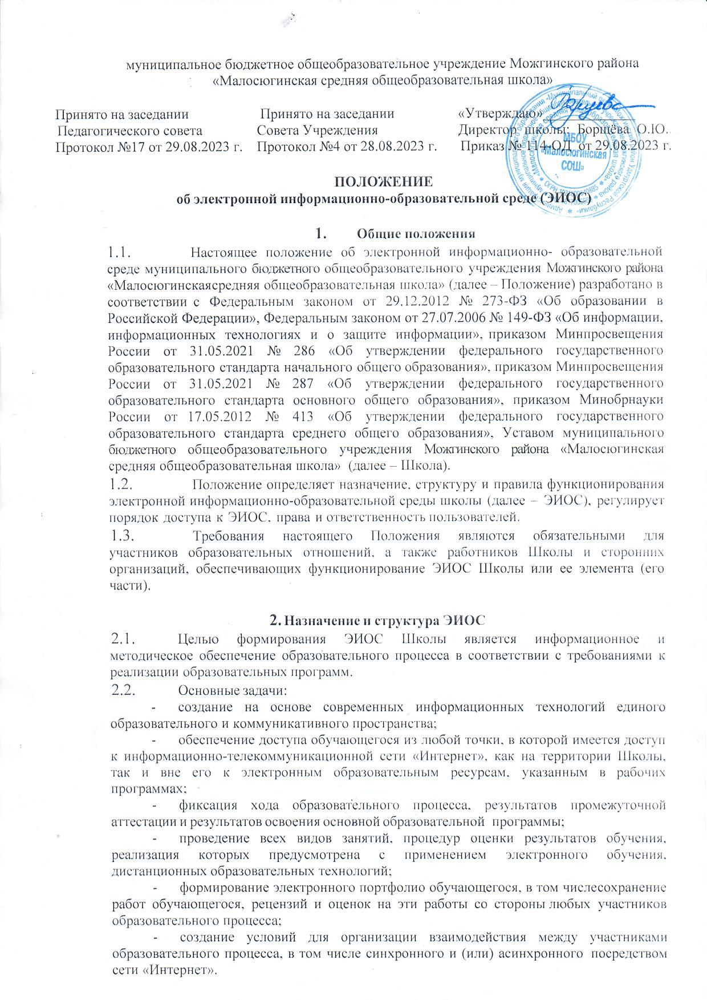 муниципальное бюджетное общеобразовательное учреждение Можгинского района
«Малосюгинская средняя общеобразовательная школа»
Принято на заседании Принято на заседании «Утверждаю»
Педагогического совета Совета Учреждения Директор школы: Борщёва О.Ю.
Протокол №17 от 29.08.2023 г. Протокол №4 от 28.08.2023 г. Приказ № 114-ОД от 29.08.2023 г.
МБОУ
«Малосюгинская
СОШ»
ПОЛОЖЕНИЕ
об электронной информационно-образовательной среде (ЭИОС)
1. Общие положения
1.1. Настоящее положение об электронной информационно- образовательной
среде муниципального бюджетного общеобразовательного учреждения Можгинского района
«Малосюгинскаясредняя общеобразовательная школа» (далее – Положение) разработано в
соответствии с Федеральным законом от 29.12.2012 № 273-ФЗ «Об образовании в
Российской Федерации», Федеральным законом от 27.07.2006 № 149-ФЗ «Об информации,
информационных технологиях и о защите информации», приказом Минпросвещения
России от 31.05.2021 № 286 «Об утверждении федерального государственного
образовательного стандарта начального общего образования», приказом Минпросвещения
России от 31.05.2021 № 287 «Об утверждении федерального государственного
образовательного стандарта основного общего образования», приказом Минобрнауки
России от 17.05.2012 № 413 «Об утверждении федерального государственного
образовательного стандарта среднего общего образования», Уставом муниципального
бюджетного общеобразовательного учреждения Можгинского района «Малосюгинская
средняя общеобразовательная школа» (далее – Школа).
1.2. Положение определяет назначение, структуру и правила функционирования
электронной информационно-образовательной среды школы (далее – ЭИОС), регулирует
порядок доступа к ЭИОС, права и ответственность пользователей.
1.3. Требования настоящего Положения являются обязательными для
участников образовательных отношений, а также работников Школы и сторонних
организаций, обеспечивающих функционирование ЭИОС Школы или ее элемента (его
части).
2. Назначение и структура ЭИОС
2.1. Целью формирования ЭИОС Школы является информационное и
методическое обеспечение образовательного процесса в соответствии с требованиями к
реализации образовательных программ.
2.2. Основные задачи:
- создание на основе современных информационных технологий единого
образовательного и коммуникативного пространства;
- обеспечение доступа обучающегося из любой точки, в которой имеется доступ
к информационно-телекоммуникационной сети «Интернет», как на территории Школы,
так и вне его к электронным образовательным ресурсам, указанным в рабочих
программах;
- фиксация хода образовательного процесса, результатов промежуточной
аттестации и результатов освоения основной образовательной программы;
- проведение всех видов занятий, процедур оценки результатов обучения,
реализация которых предусмотрена с применением электронного обучения,
дистанционных образовательных технологий;
- формирование электронного портфолио обучающегося, в том числесохранение
работ обучающегося, рецензий и оценок на эти работы со стороны любых участников
образовательного процесса;
- создание условий для организации взаимодействия между участниками
образовательного процесса, в том числе синхронного и (или) асинхронного посредством
сети «Интернет».